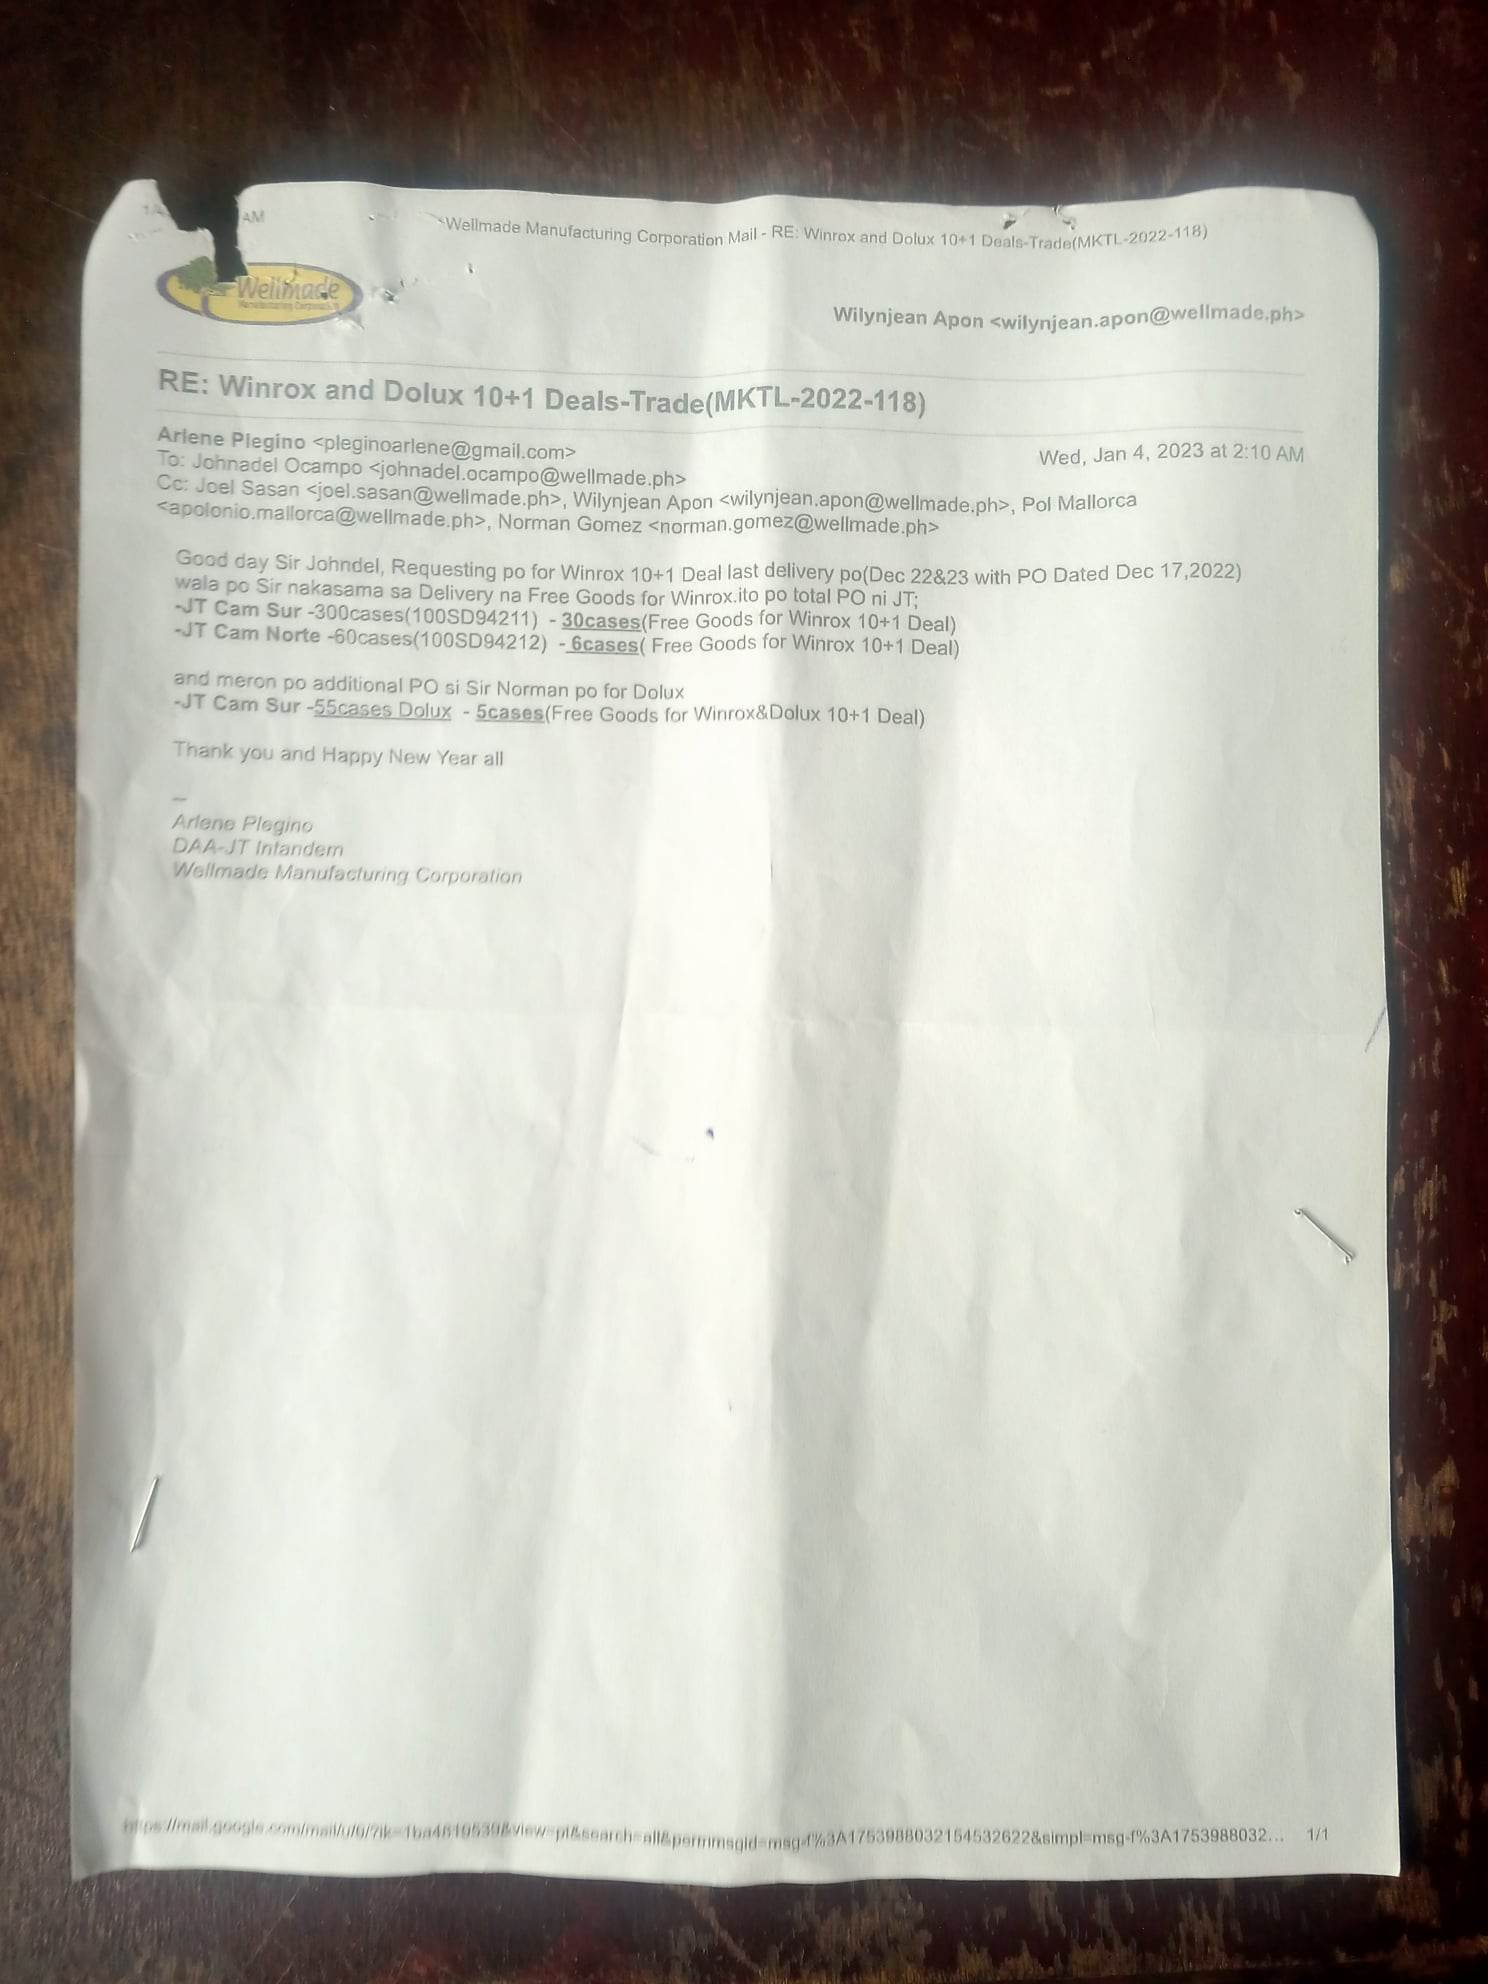 AM
Wellmade Manufacturing Corporation Mail - RE: Winrox and Dolux 10+1 Deals-Trade(MKTL-2022-118)
Wellmade
Manufacturing Corporation
Wilynjean Apon <wilynjean.apon@wellmade.ph>
RE: Winrox and Dolux 10+1 Deals-Trade(MKTL-2022-118)
Arlene Plegino <pleginoarlene@gmail.com>
Wed, Jan 4, 2023 at 2:10 AM
To: Johnadel Ocampo <johnadel.ocampo@wellmade.ph>
Cc: Joel Sasan <joel.sasan@wellmade.ph>, Wilynjean Apon <wilynjean.apon@wellmade.ph>, Pol Mallorca
<apolonio.mallorca@wellmade.ph>, Norman Gomez <norman.gomez@wellmade.ph>
Good day Sir Johndel, Requesting po for Winrox 10+1 Deal last delivery po(Dec 22&23 with PO Dated Dec 17,2022)
wala po Sir nakasama sa Delivery na Free Goods for Winrox.ito po total PO ni JT;
-JT Cam Sur -300cases(100SD94211) - 30cases(Free Goods for Winrox 10+1 Deal)
-JT Cam Norte -60cases(100SD94212) - 6cases( Free Goods for Winrox 10+1 Deal)
and meron po additional PO si Sir Norman po for Dolux
-JT Cam Sur -55cases Dolux - 5cases(Free Goods for Winrox&Dolux 10+1 Deal)
Thank you and Happy New Year all
--
Arlene Plegino
DAA-JT Intandem
Wellmade Manufacturing Corporation
https://mail.google.com/mail/u/0/?ik=1ba4819539&view=pt&search=all&permmsgid=msg-f%3A1753988032154532622&simpl=msg-f%3A1753988032... 1/1